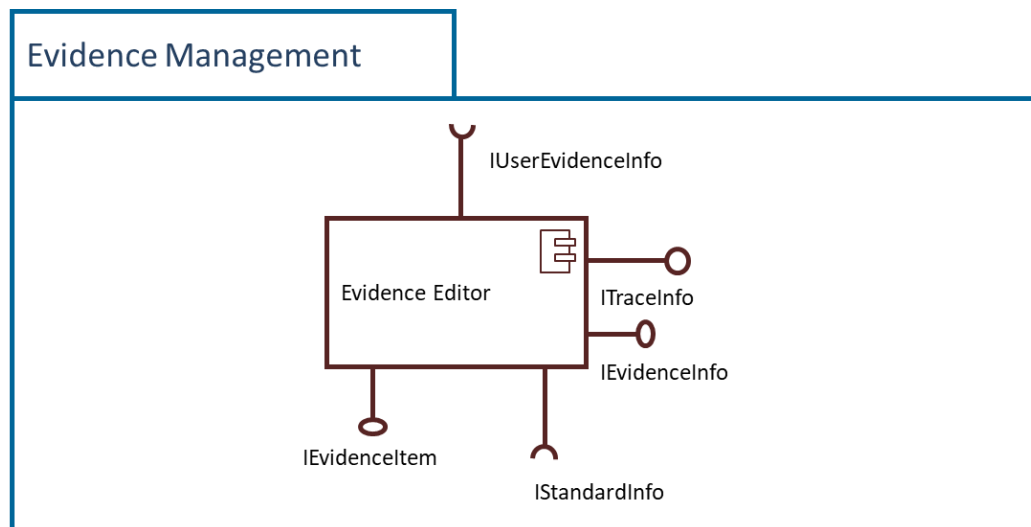 Evidence Management
IUserEvidenceInfo
Evidence Editor
ITraceInfo
IEvidenceInfo
IEvidenceItem
IStandardInfo